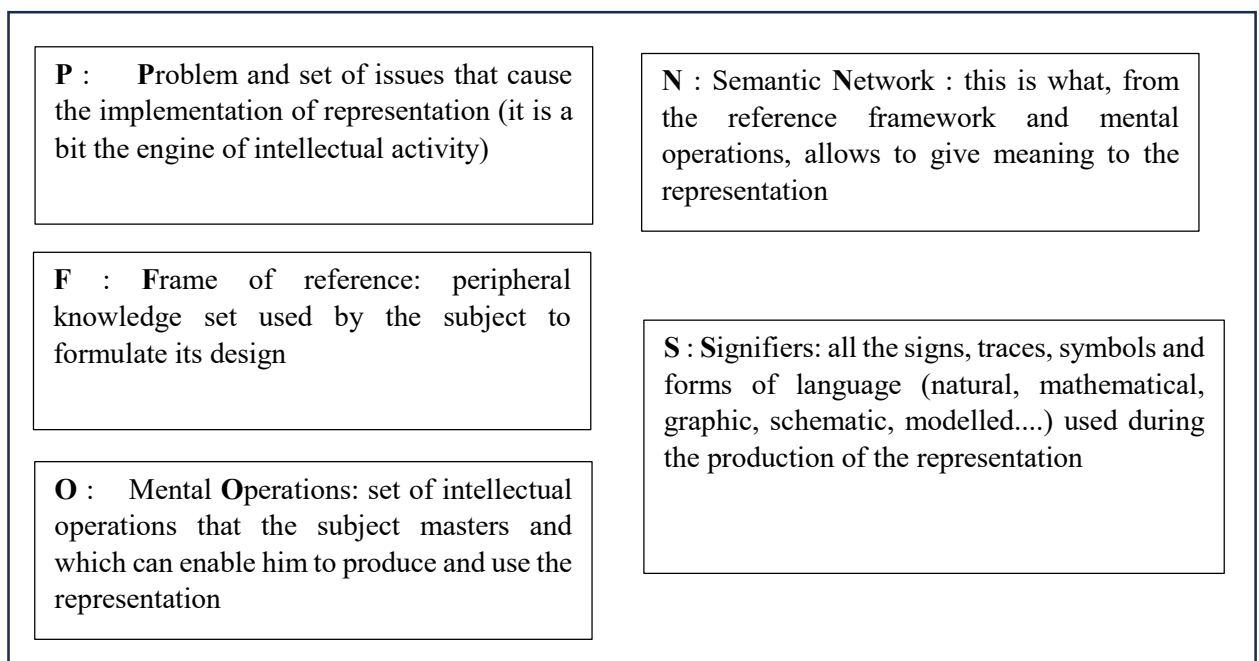 P : Problem and set of issues that cause
the implementation of representation (it is a
bit the engine of intellectual activity)
F : Frame of reference: peripheral
knowledge set used by the subject to
formulate its design
O : Mental Operations: set of intellectual
operations that the subject masters and
which can enable him to produce and use the
representation
N : Semantic Network : this is what, from
the reference framework and mental
operations, allows to give meaning to the
representation
S : Signifiers: all the signs, traces, symbols and
forms of language (natural, mathematical,
graphic, schematic, modelled....) used during
the production of the representation